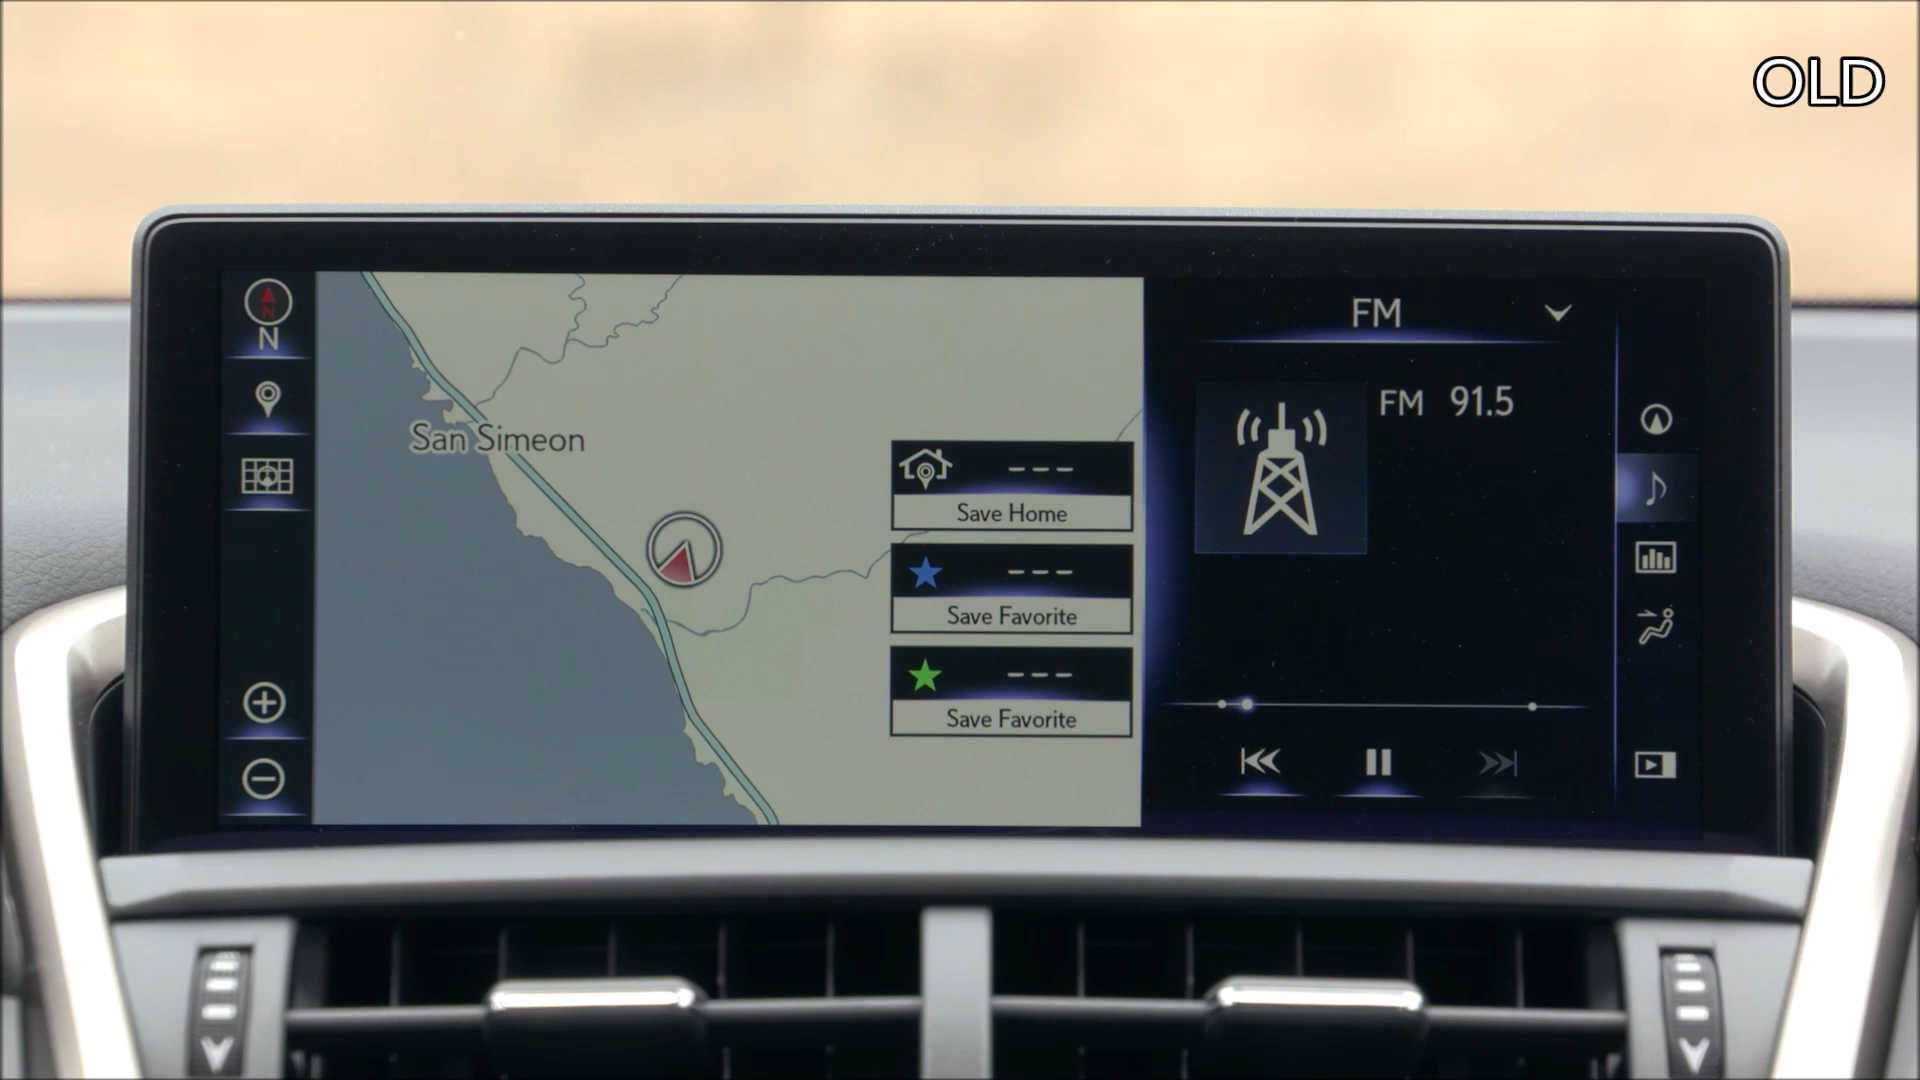 OLD
N
N
San Simeon
---
Save Home
---
Save Favorite
---
Save Favorite
FM
FM 91.5